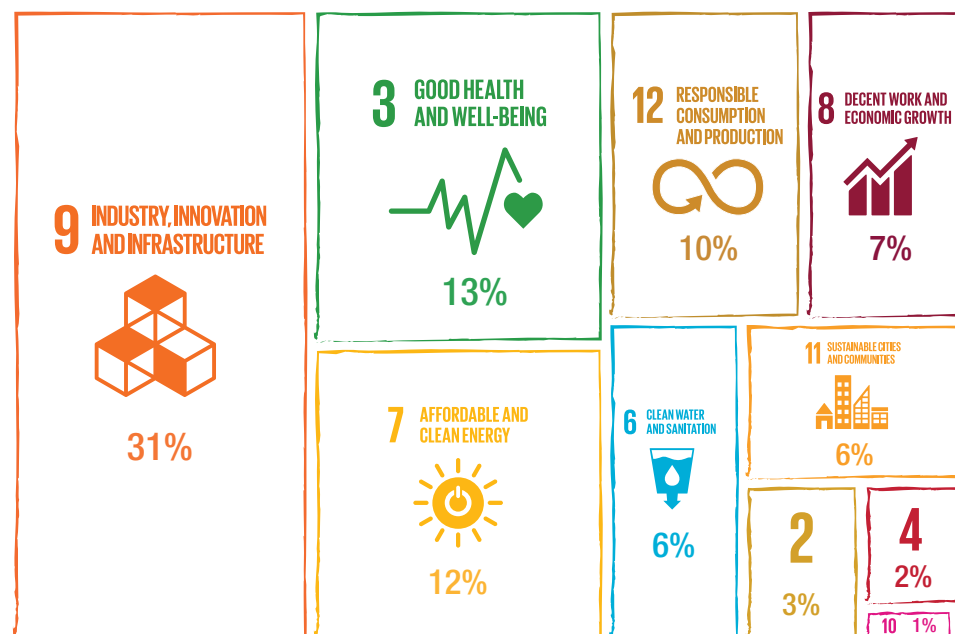 9 INDUSTRY, INNOVATION
AND INFRASTRUCTURE
31%
3 GOOD HEALTH
AND WELL-BEING
13%
7 AFFORDABLE AND
CLEAN ENERGY
12%
12 RESPONSIBLE
CONSUMPTION
AND PRODUCTION
10%
8 DECENT WORK AND
ECONOMIC GROWTH
7%
6 CLEAN WATER
AND SANITATION
6%
11 SUSTAINABLE CITIES
AND COMMUNITIES
6%
2
3%
4
2%
10 1%